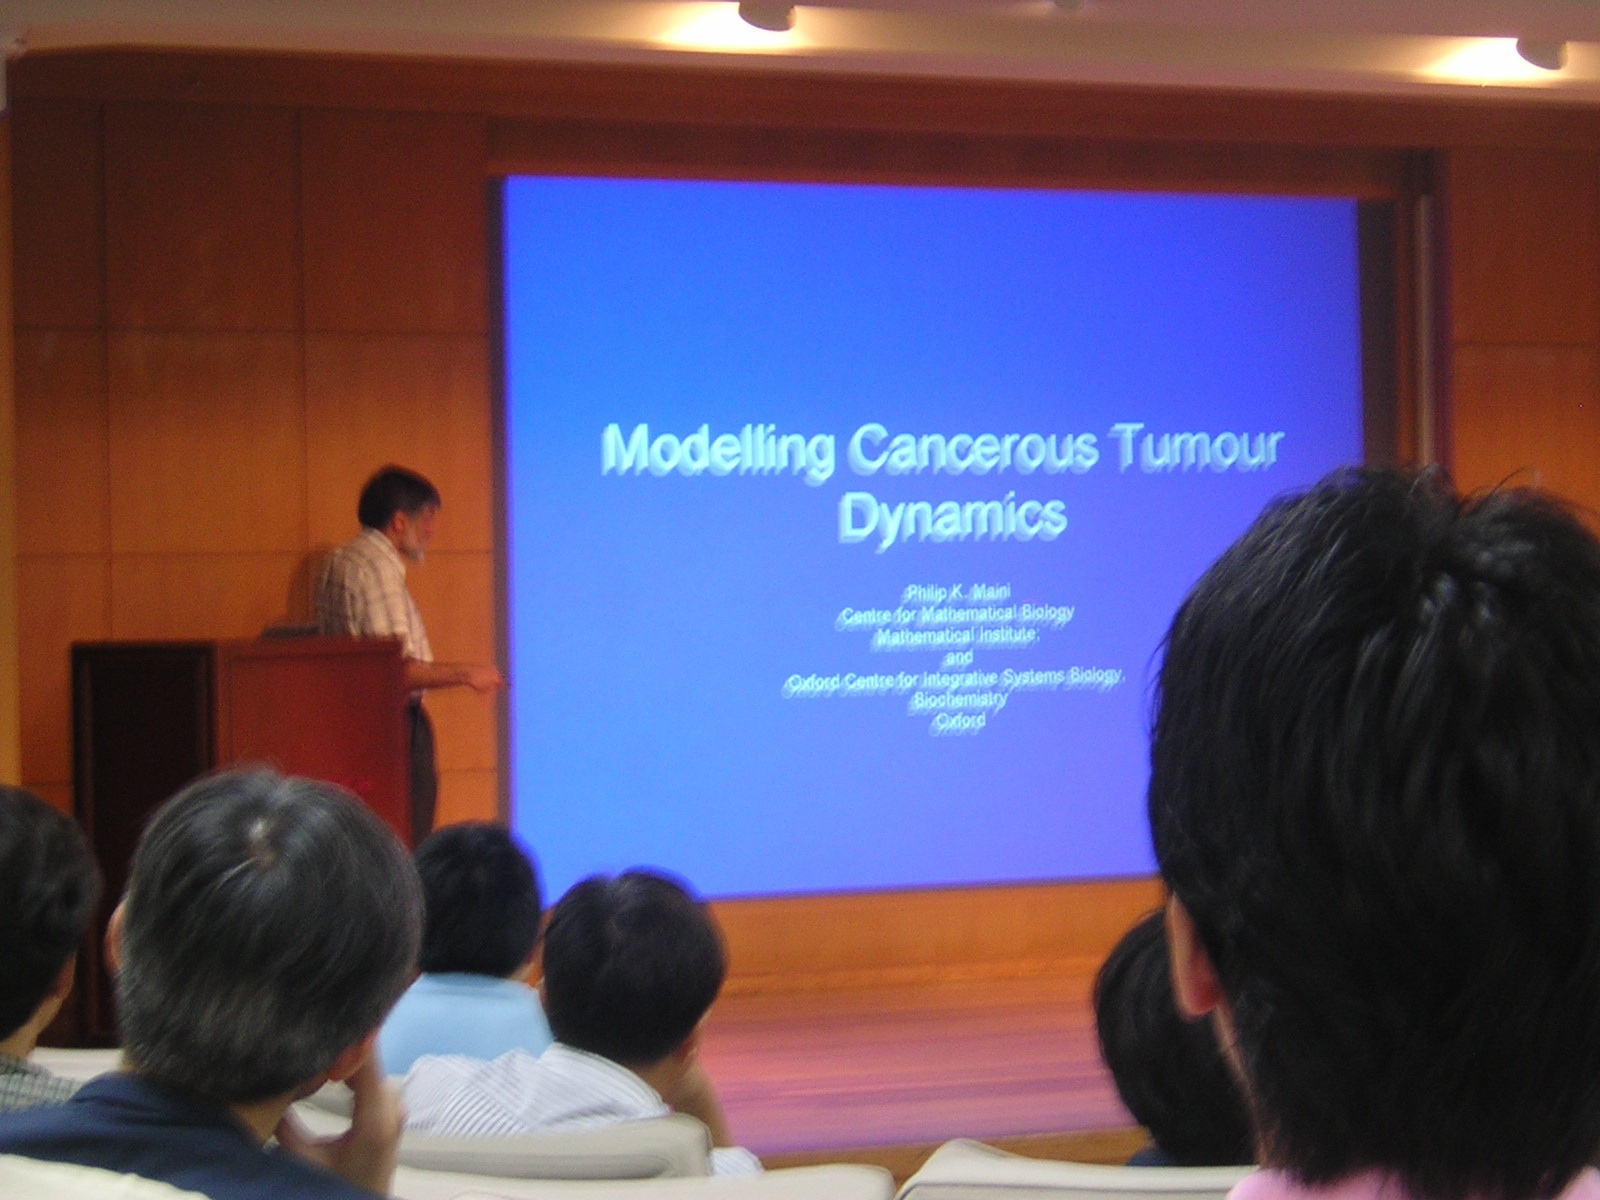 Modelling Cancerous Tumour
Dynamics
Philip K. Maini
Centre for Mathematical Biology
Mathematical Institute;
and
Oxford Centre for Integrative Systems Biology,
Biochemistry
Oxford